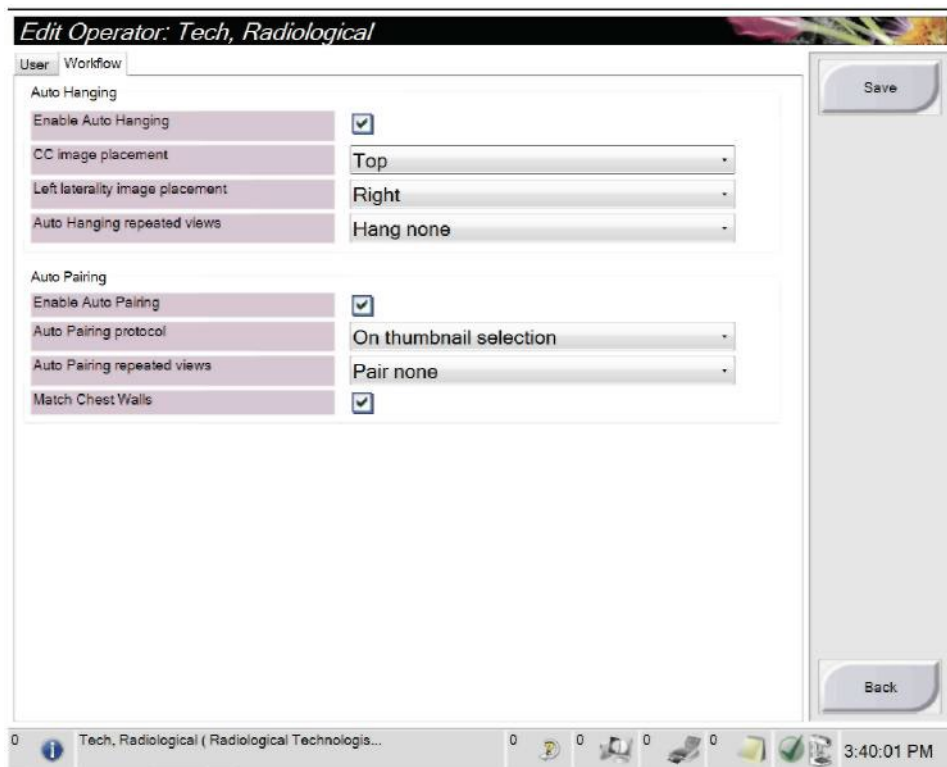 Edit Operator: Tech, Radiological
User Workflow
Save
Auto Hanging
Enable Auto Hanging
CC image placement Top
Left laterality image placement Right
Auto Hanging repeated views Hang none
Auto Pairing
Enable Auto Pairing
Auto Pairing protocol On thumbnail selection
Auto Pairing repeated views Pair none
Match Chest Walls
Back
0 Tech, Radiological ( Radiological Technologis... 0 0 0 0 3:40:01 PM